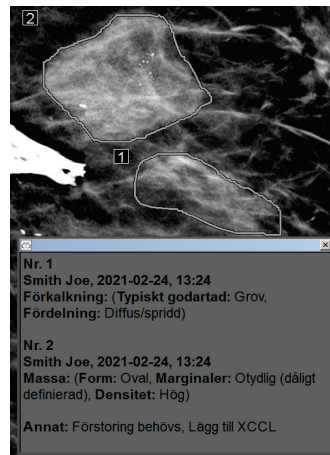 2
1
Nr. 1
Smith Joe, 2021-02-24, 13:24
Förkalkning: (Typiskt godartad: Grov,
Fördelning: Diffus/spridd)
Nr. 2
Smith Joe, 2021-02-24, 13:24
Massa: (Form: Oval, Marginaler: Otydlig (dåligt
definierad), Densitet: Hög)
Annat: Förstoring behövs, Lägg till XCCL